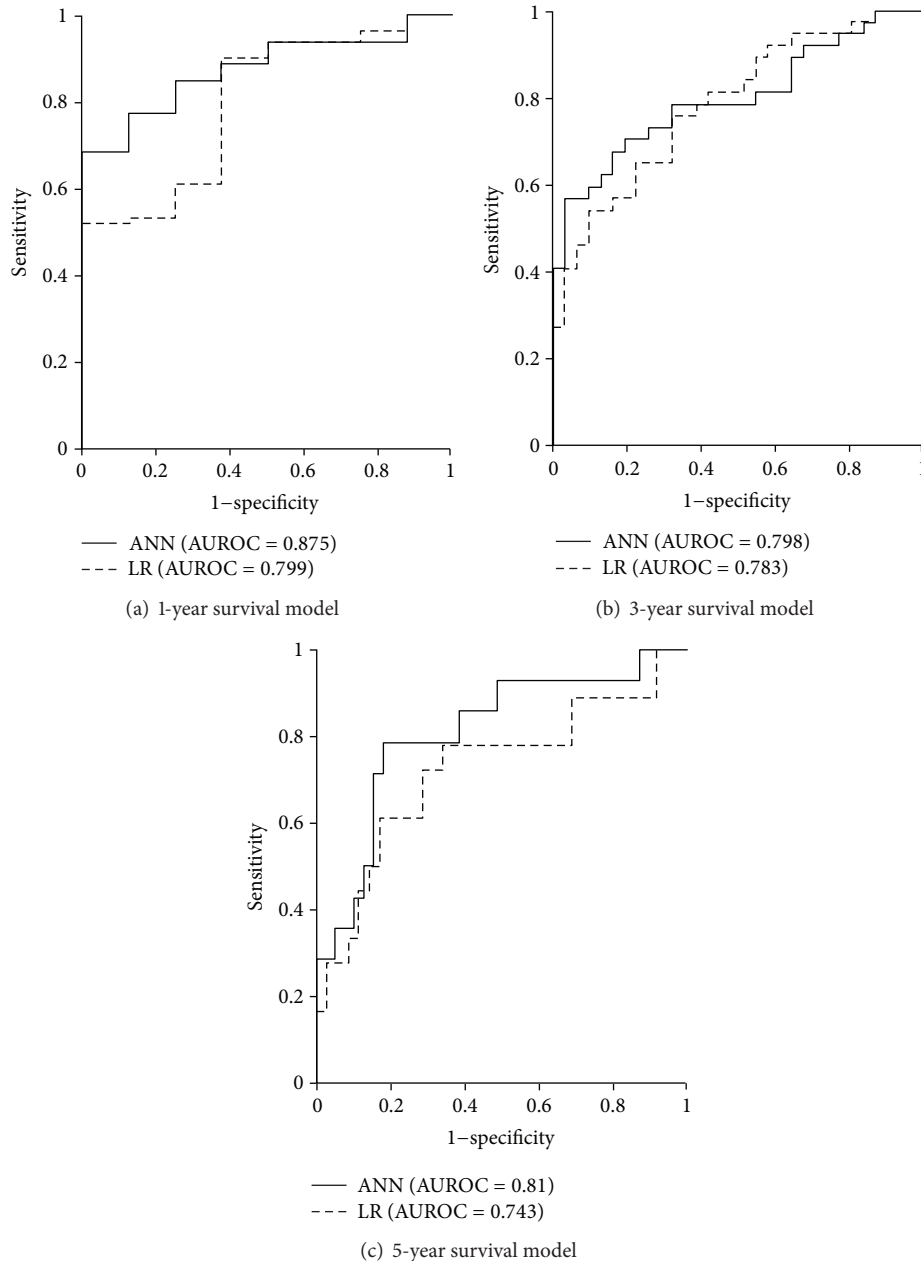 1
0.8
0.6
0.4
0.2
0
Sensitivity
0 0.2 0.4 0.6 0.8 1
1−specificity
ANN (AUROC = 0.875)
LR (AUROC = 0.799)
(a) 1-year survival model
1
0.8
0.6
0.4
0.2
0
Sensitivity
0 0.2 0.4 0.6 0.8 1
1−specificity
ANN (AUROC = 0.798)
LR (AUROC = 0.783)
(b) 3-year survival model
1
0.8
0.6
0.4
0.2
0
Sensitivity
0 0.2 0.4 0.6 0.8 1
1−specificity
ANN (AUROC = 0.81)
LR (AUROC = 0.743)
(c) 5-year survival model